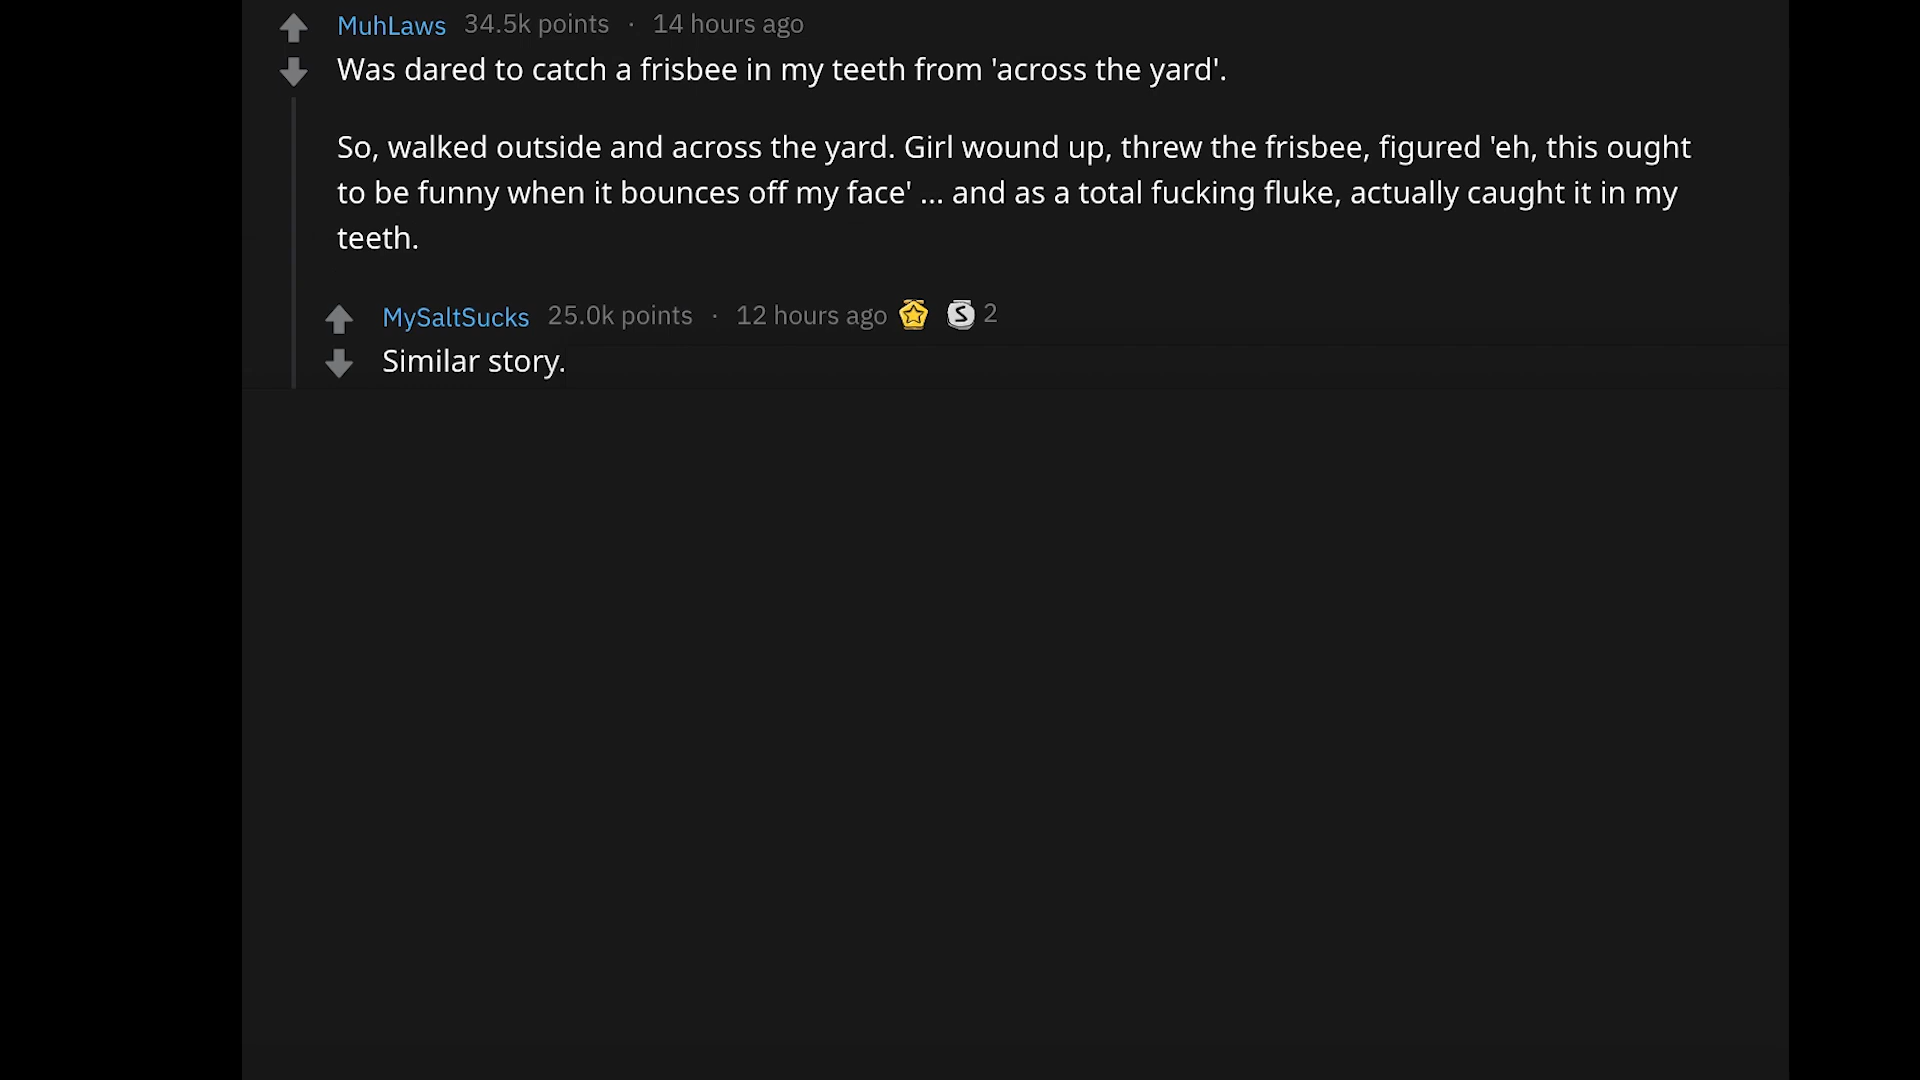 MuhLaws 34.5k points · 14 hours ago
Was dared to catch a frisbee in my teeth from 'across the yard'.
So, walked outside and across the yard. Girl wound up, threw the frisbee, figured 'eh, this ought
to be funny when it bounces off my face' ... and as a total fucking fluke, actually caught it in my
teeth.
MySaltSucks 25.0k points · 12 hours ago S 2
Similar story.